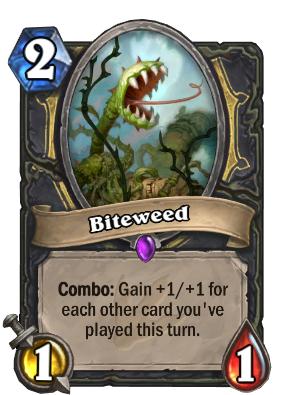 2
Biteweed
Combo: Gain +1/+1 for
each other card you've
played this turn.
1
1